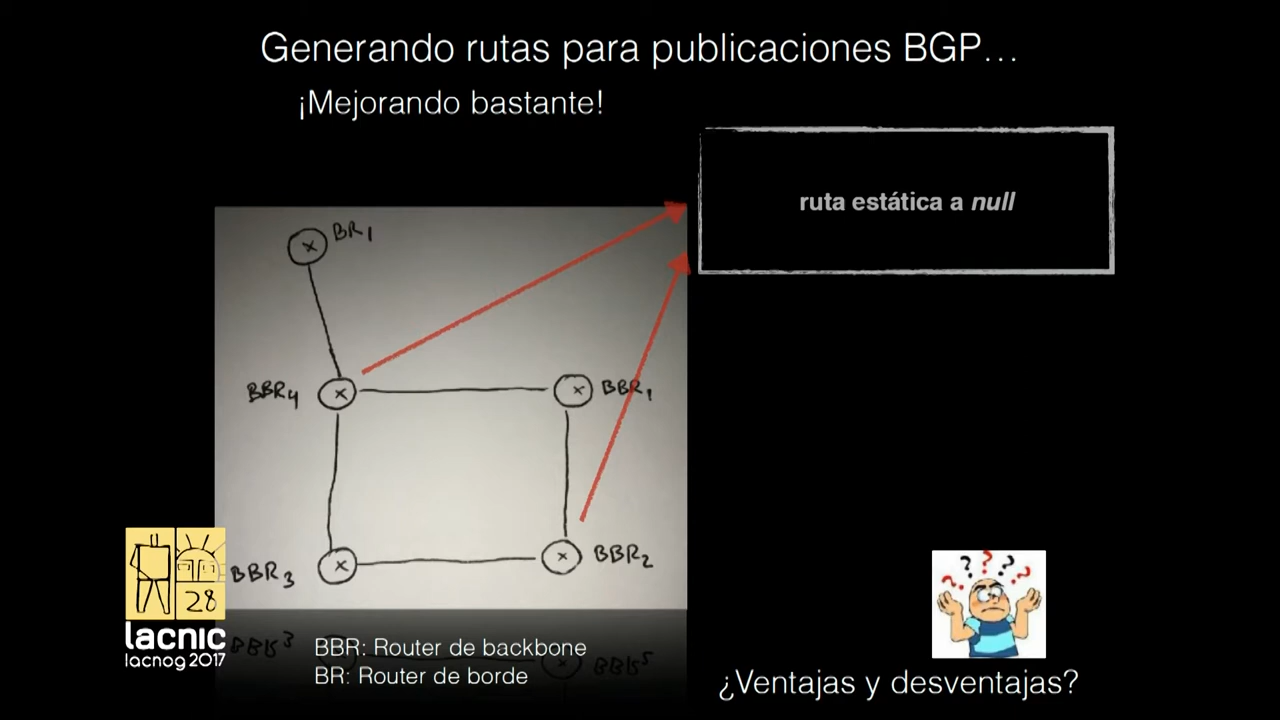 Generando rutas para publicaciones BGP...
¡Mejorando bastante!
ruta estática a null
BR1
BBR4
BBR1
BBR3
BBR2
28
lacnic
lacnog 2017
BBR: Router de backbone
BR: Router de borde
¿Ventajas y desventajas?